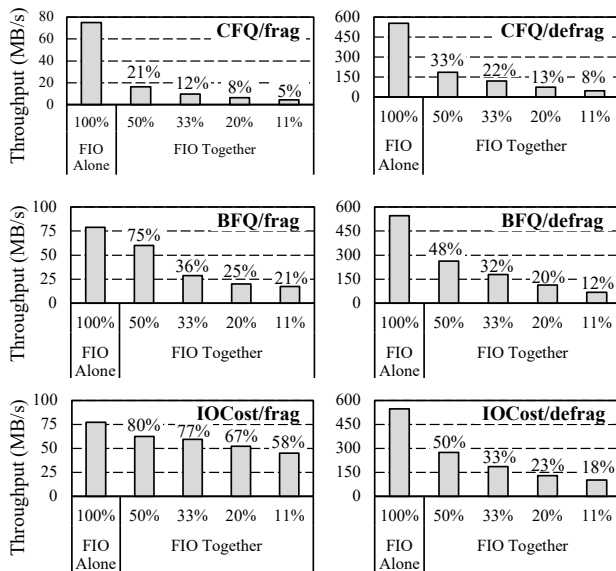 CFQ/frag
Throughput (MB/s)
80
60
40
20
0
21%
12%
8%
5%
100% 50% 33% 20% 11%
FIO Alone
FIO Together
CFQ/defrag
600
450
300
150
0
33%
22%
13%
8%
100% 50% 33% 20% 11%
FIO Alone
FIO Together
BFQ/frag
Throughput (MB/s)
100
75
50
25
0
75%
36%
25%
21%
100% 50% 33% 20% 11%
FIO Alone
FIO Together
BFQ/defrag
600
450
300
150
0
48%
32%
20%
12%
100% 50% 33% 20% 11%
FIO Alone
FIO Together
IOCost/frag
Throughput (MB/s)
100
75
50
25
0
80%
77%
67%
58%
100% 50% 33% 20% 11%
FIO Alone
FIO Together
IOCost/defrag
600
450
300
150
0
50%
33%
23%
18%
100% 50% 33% 20% 11%
FIO Alone
FIO Together